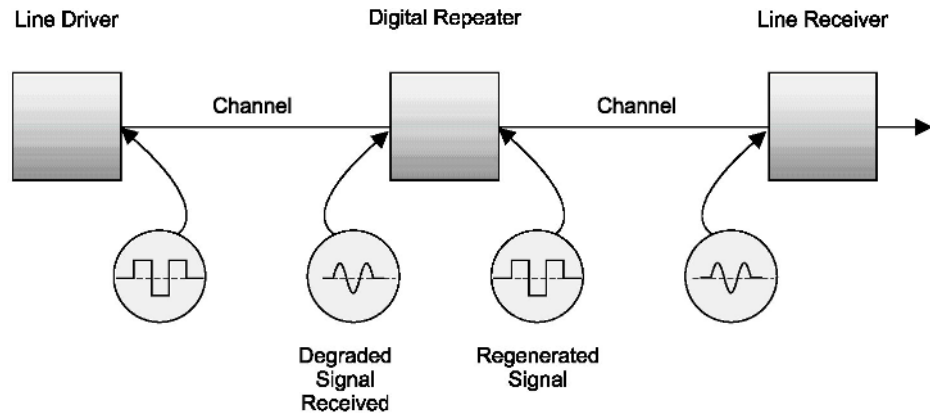 Line Driver
Digital Repeater
Line Receiver
Channel
Channel
Degraded
Signal
Received
Regenerated
Signal